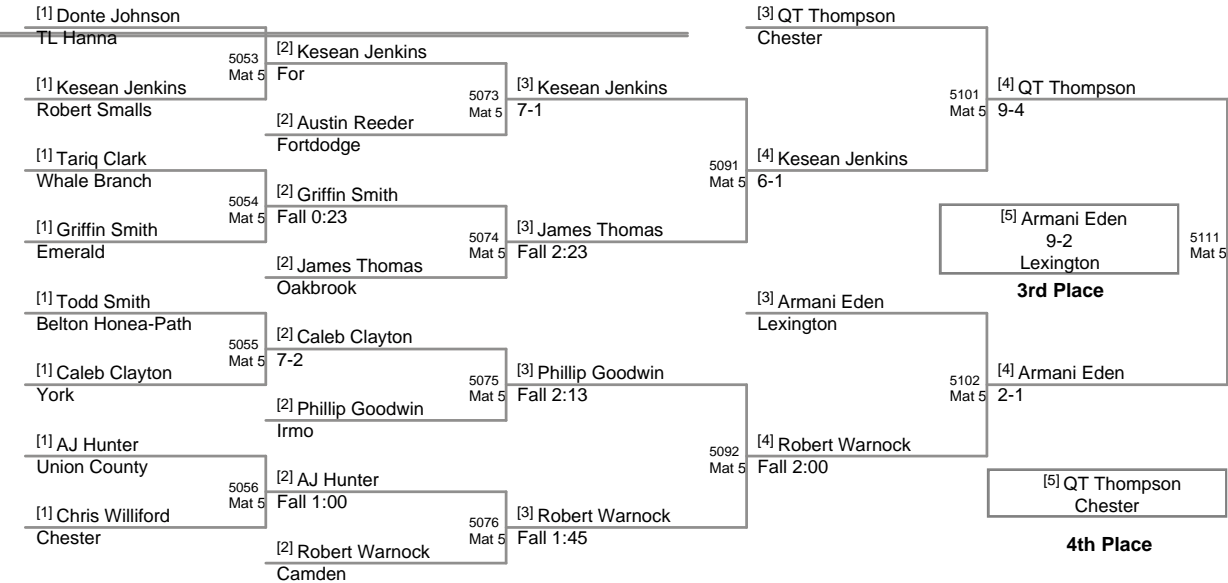 [1] Donte Johnson
TL Hanna
5053
Mat 5
[1] Kesean Jenkins
Robert Smalls
[1] Tariq Clark
Whale Branch
5054
Mat 5
[1] Griffin Smith
Emerald
[1] Todd Smith
Belton Honea-Path
5055
Mat 5
[1] Caleb Clayton
York
[1] AJ Hunter
Union County
5056
Mat 5
[1] Chris Williford
Chester
[2] Kesean Jenkins
For
5073
Mat 5
[2] Austin Reeder
Fortdodge
[2] Griffin Smith
Fall 0:23
5074
Mat 5
[2] James Thomas
Oakbrook
[2] Caleb Clayton
7-2
5075
Mat 5
[2] Phillip Goodwin
Irmo
[2] AJ Hunter
Fall 1:00
5076
Mat 5
[2] Robert Warnock
Camden
[3] Kesean Jenkins
7-1
5091
Mat 5
[3] James Thomas
Fall 2:23
[3] Phillip Goodwin
Fall 2:13
5092
Mat 5
[3] Robert Warnock
Fall 1:45
[3] QT Thompson
Chester
5101
Mat 5
[4] Kesean Jenkins
6-1
[3] Armani Eden
Lexington
5102
Mat 5
[4] Robert Warnock
Fall 2:00
[4] QT Thompson
9-4
5111
Mat 5
[4] Armani Eden
2-1
[5] Armani Eden
9-2
Lexington
3rd Place
[5] QT Thompson
Chester
4th Place